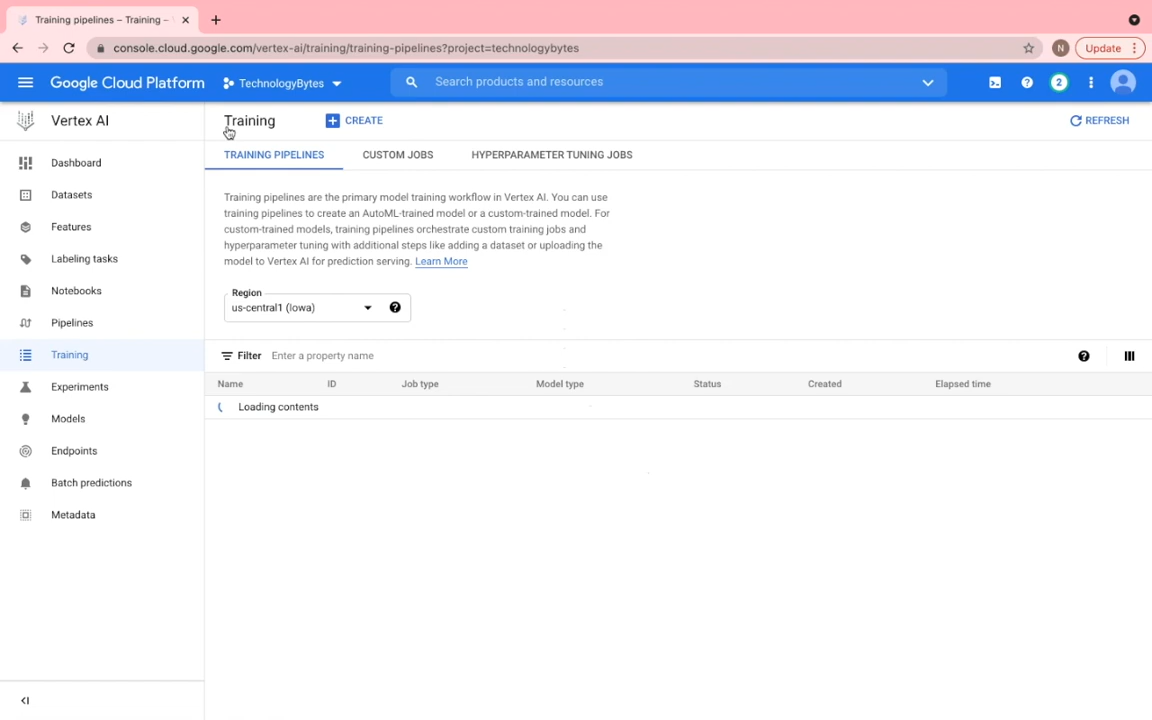 Training pipelines – Training –
console.cloud.google.com/vertex-ai/training/training-pipelines?project=technologybytes
N
Update
Google Cloud Platform
TechnologyBytes
Search products and resources
2
Vertex AI
Training
CREATE
REFRESH
Dashboard
Datasets
Features
Labeling tasks
Notebooks
Pipelines
Training
Experiments
Models
Endpoints
Batch predictions
Metadata
TRAINING PIPELINES CUSTOM JOBS HYPERPARAMETER TUNING JOBS
Training pipelines are the primary model training workflow in Vertex AI. You can use
training pipelines to create an AutoML-trained model or a custom-trained model. For
custom-trained models, training pipelines orchestrate custom training jobs and
hyperparameter tuning with additional steps like adding a dataset or uploading the
model to Vertex AI for prediction serving. Learn More
Region
us-central1 (Iowa)
Filter Enter a property name
Name ID Job type Model type Status Created Elapsed time
Loading contents